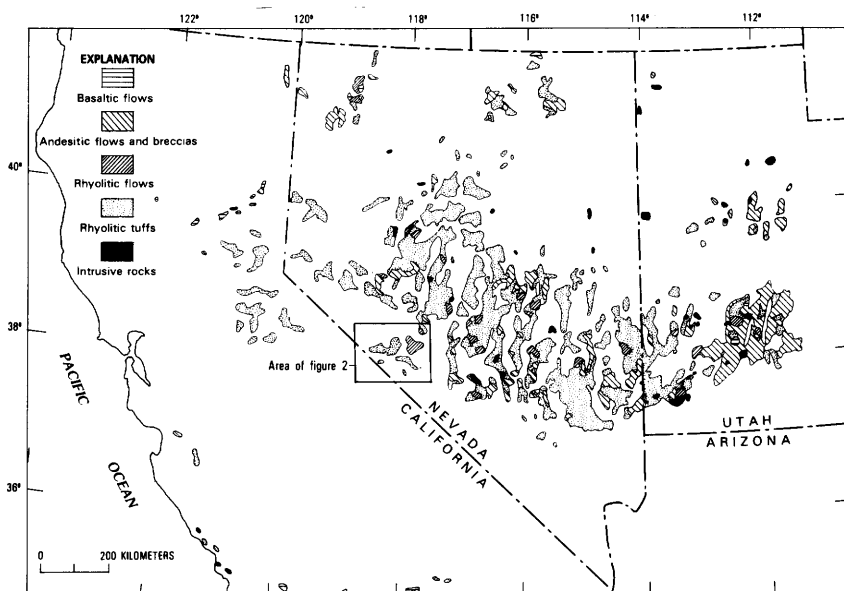 122° 120° 118° 116° 114° 112°
EXPLANATION
Basaltic flows
Andesitic flows and breccias
Rhyolitic flows
Rhyolitic tuffs
Intrusive rocks
40°
38°
36°
Area of figure 2
PACIFIC
OCEAN
NEVADA
CALIFORNIA
UTAH
ARIZONA
0 200 KILOMETERS